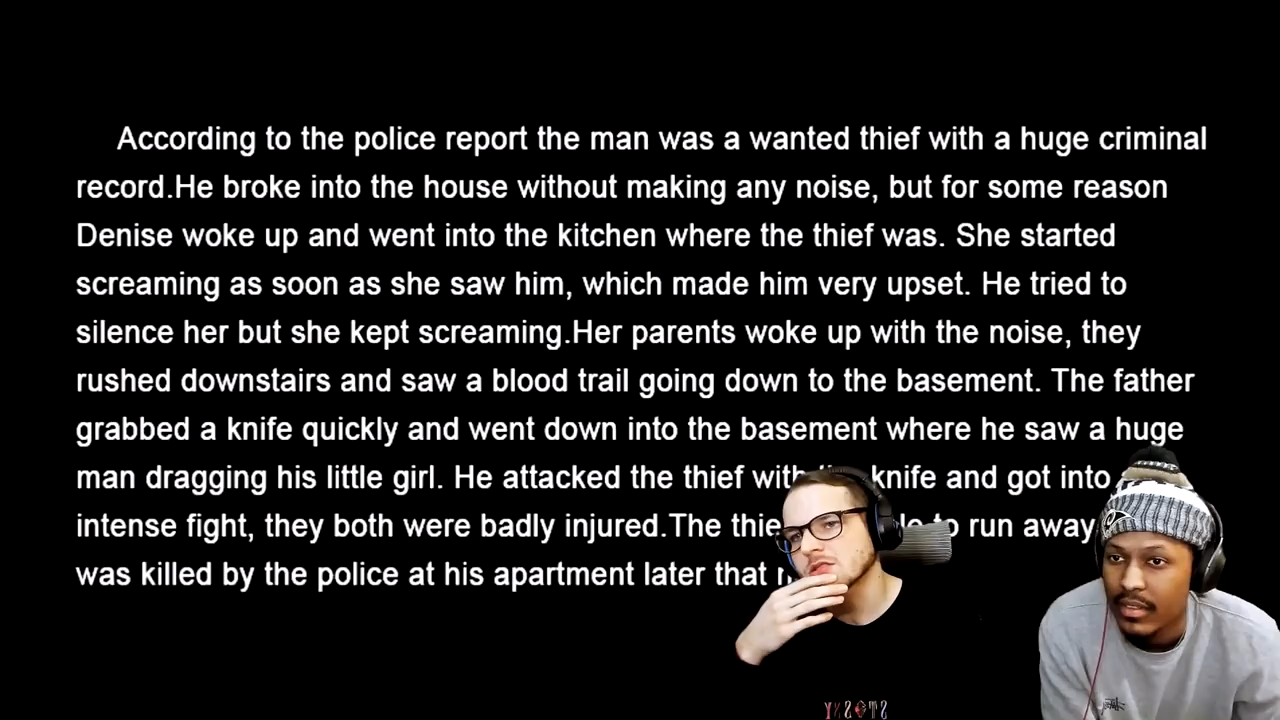 According to the police report the man was a wanted thief with a huge criminal
record.He broke into the house without making any noise, but for some reason
Denise woke up and went into the kitchen where the thief was. She started
screaming as soon as she saw him, which made him very upset. He tried to
silence her but she kept screaming.Her parents woke up with the noise, they
rushed downstairs and saw a blood trail going down to the basement. The father
grabbed a knife quickly and went down into the basement where he saw a huge
man dragging his little girl. He attacked the thief with knife and got into
intense fight, they both were badly injured.The to run away
was killed by the police at his apartment later that